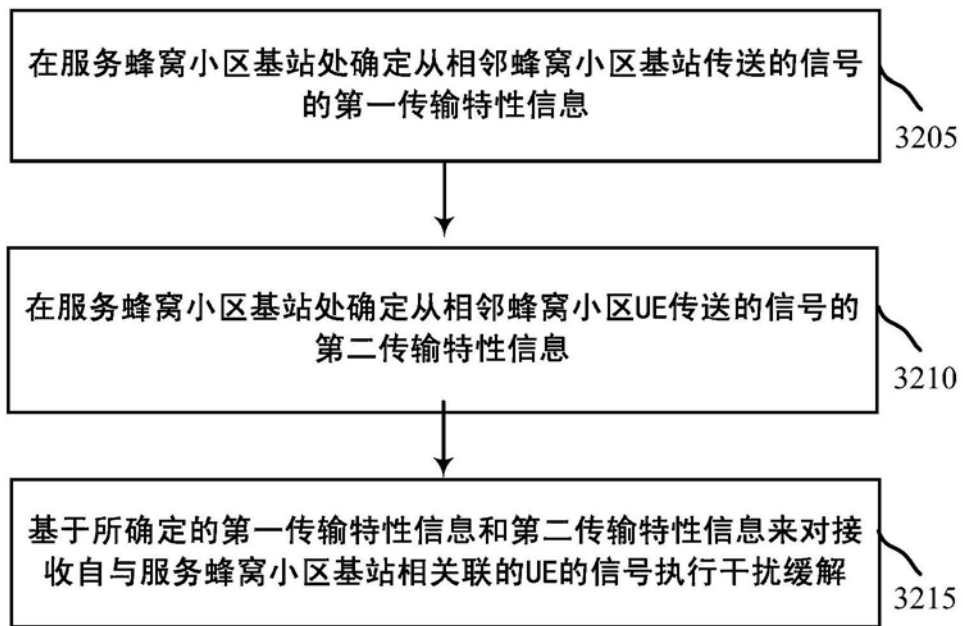 在服务蜂窝小区基站处确定从相邻蜂窝小区基站传送的信号
的第一传输特性信息
3205
在服务蜂窝小区基站处确定从相邻蜂窝小区UE传送的信号的
第二传输特性信息
3210
基于所确定的第一传输特性信息和第二传输特性信息来对接
收自与服务蜂窝小区基站相关联的UE的信号执行干扰缓解
3215